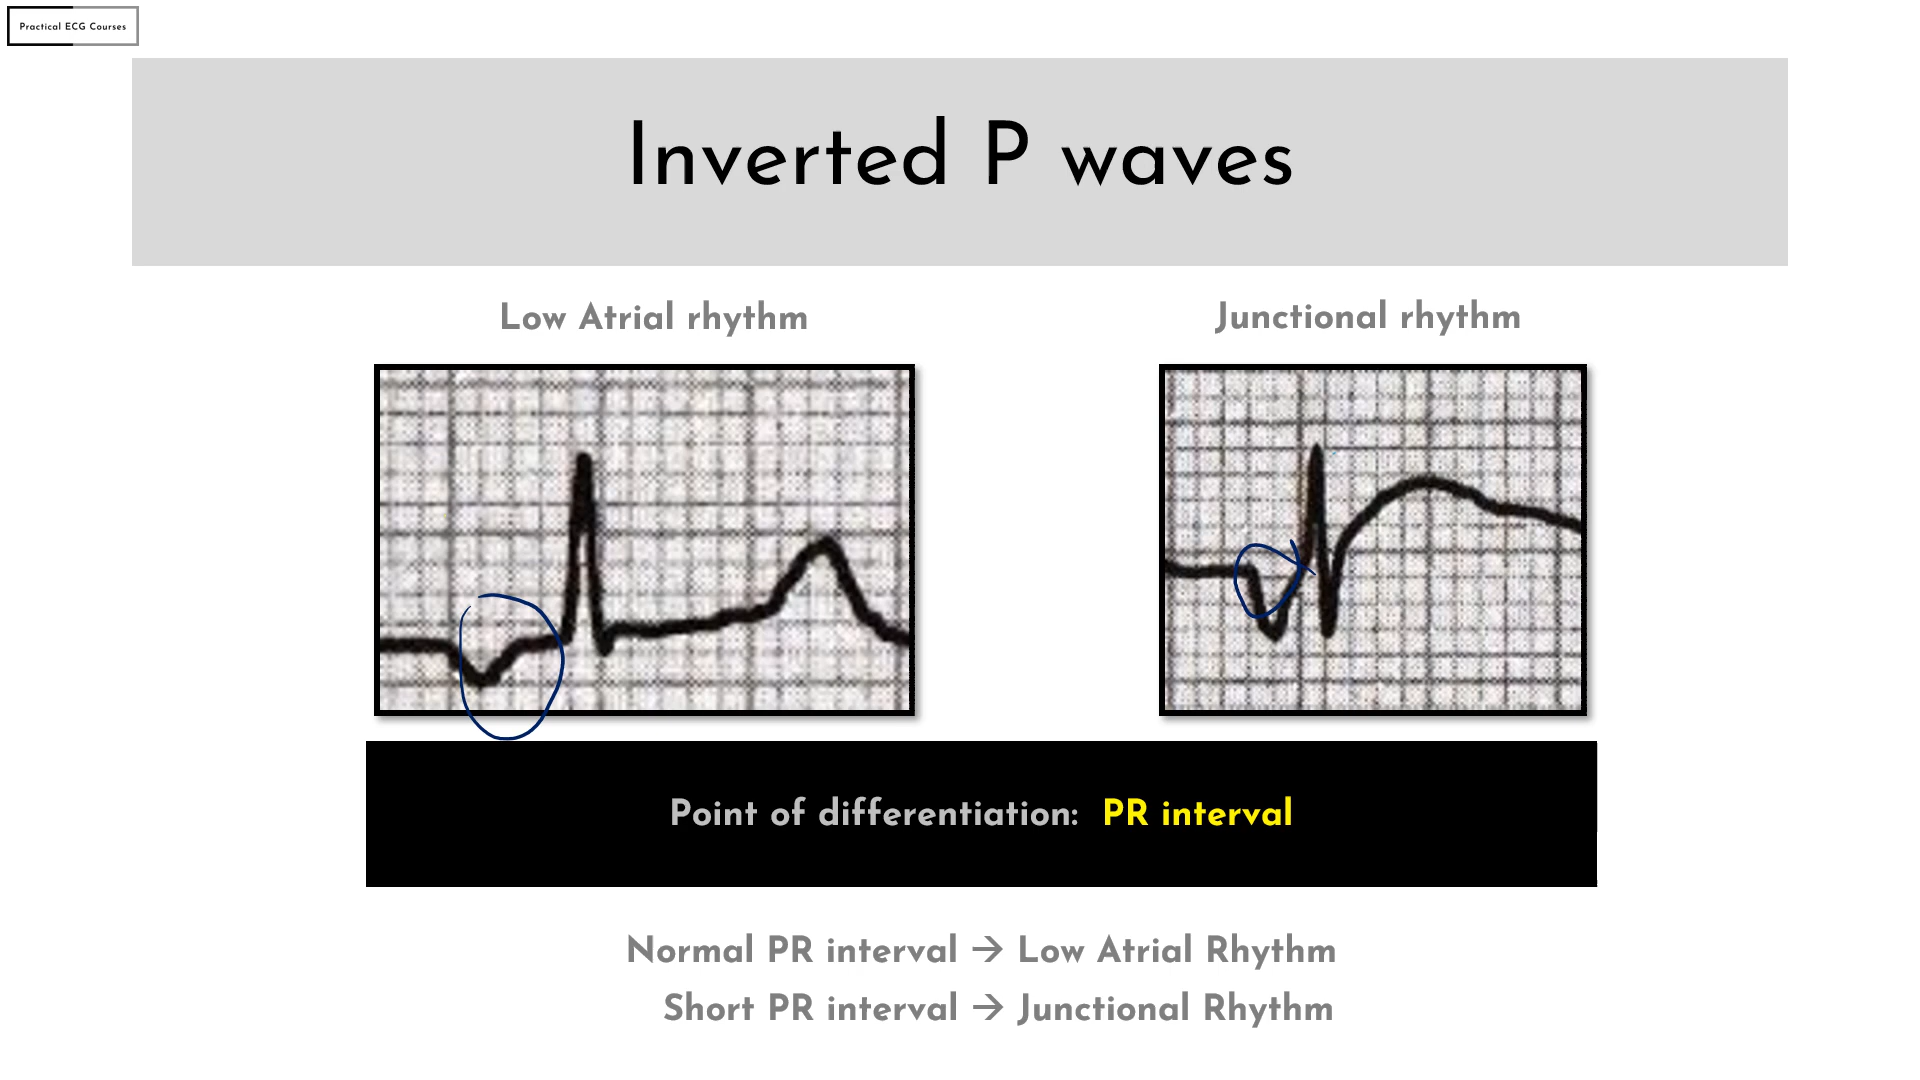 Practical ECG Courses
Inverted P waves
Low Atrial rhythm
Junctional rhythm
Point of differentiation: PR interval
Normal PR interval → Low Atrial Rhythm
Short PR interval → Junctional Rhythm